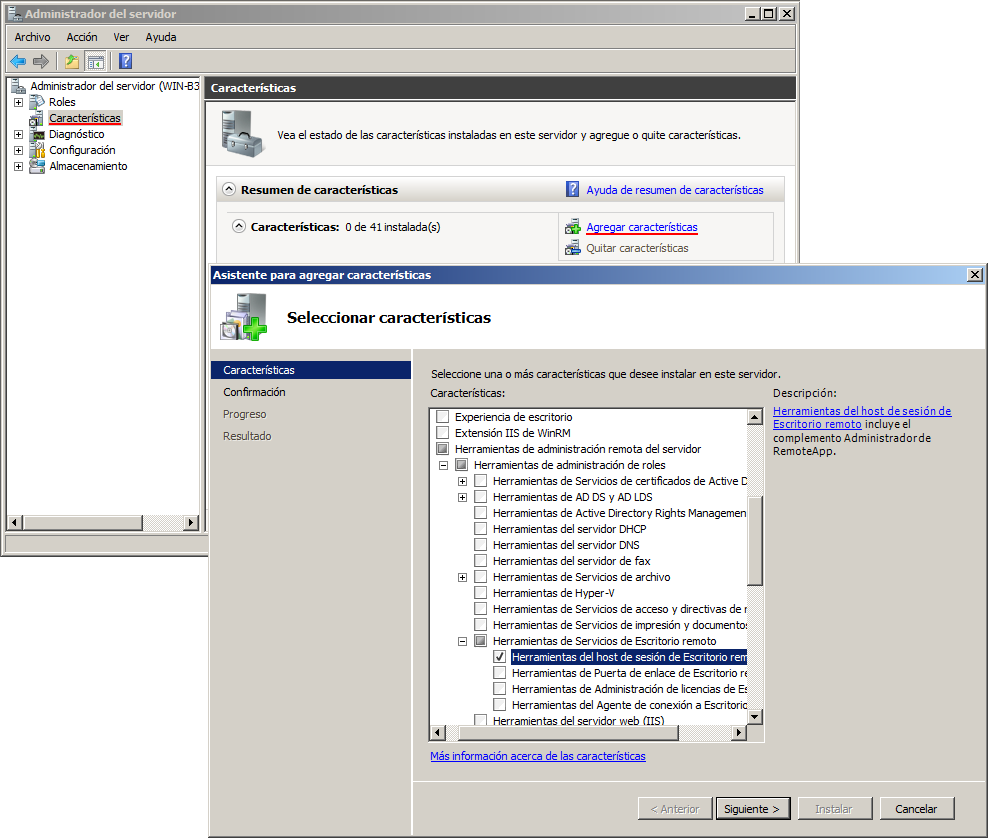 Administrador del servidor
Archivo Acción Ver Ayuda
Administrador del servidor (WIN-B3
Roles
Características
Diagnóstico
Configuración
Almacenamiento
Características
Vea el estado de las características instaladas en este servidor y agregue o quite características.
Resumen de características
Ayuda de resumen de características
Características: 0 de 41 instalada(s)
Agregar características
Quitar características
Asistente para agregar características
Seleccionar características
Características
Confirmación
Progreso
Resultado
Seleccione una o más características que desee instalar en este servidor.
Características:
Experiencia de escritorio
Extensión IIS de WinRM
Herramientas de administración remota del servidor
Herramientas de administración de roles
Herramientas de Servicios de certificados de Active D
Herramientas de AD DS y AD LDS
Herramientas de Active Directory Rights Managemen
Herramientas del servidor DHCP
Herramientas del servidor DNS
Herramientas del servidor de fax
Herramientas de Servicios de archivo
Herramientas de Hyper-V
Herramientas de Servicios de acceso y directivas de r
Herramientas de Servicios de impresión y documentos
Herramientas de Servicios de Escritorio remoto
Herramientas del host de sesión de Escritorio rem
Herramientas de Puerta de enlace de Escritorio re
Herramientas de Administración de licencias de Es
Herramientas del Agente de conexión a Escritorio
Herramientas del servidor web (IIS)
Más información acerca de las características
Descripción:
Herramientas del host de sesión de
Escritorio remoto incluye el
complemento Administrador de
RemoteApp.
< Anterior
Siguiente >
Instalar
Cancelar